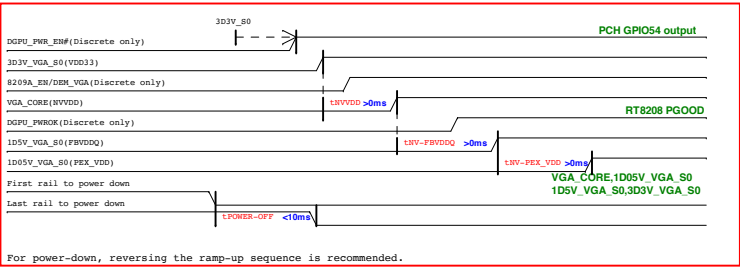 3D3V_S0
PCH GPIO54 output
DGPU_PWR_EN#(Discrete only)
3D3V_VGA_S0(VDD33)
8209A_EN/DEM_VGA(Discrete only)
VGA_CORE(NVVDD)
tNVVDD >0ms
RT8208 PGOOD
DGPU_PWROK(Discrete only)
1D5V_VGA_S0(FBVDDQ)
tNV-FBVDDQ >0ms
1D05V_VGA_S0(PEX_VDD)
tNV-PEX_VDD >0ms
VGA_CORE,1D05V_VGA_S0
1D5V_VGA_S0,3D3V_VGA_S0
First rail to power down
Last rail to power down
tPOWER-OFF <10ms
For power-down, reversing the ramp-up sequence is recommended.